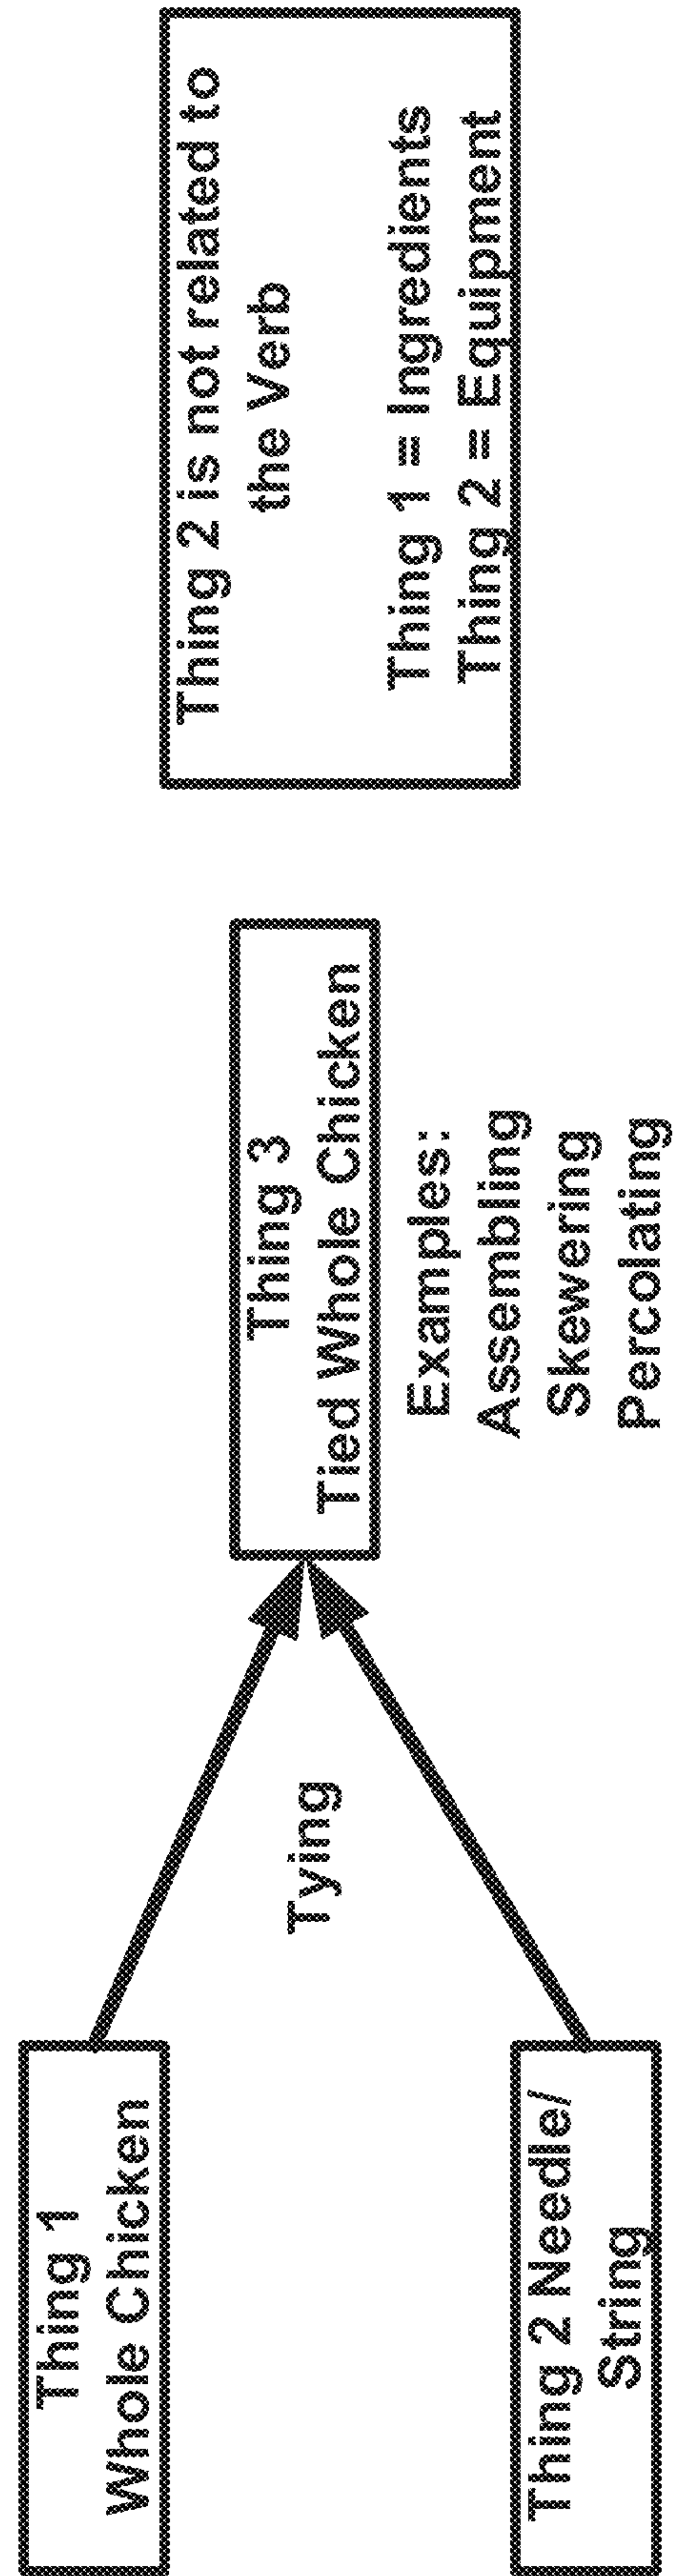 Thing 1
Whole Chicken
Thing 2 Needle/
String
Tying
Thing 3
Tied Whole Chicken
Examples:
Assembling
Skewering
Percolating
Thing 2 is not related to
the Verb
Thing 1 = Ingredients
Thing 2 = Equipment